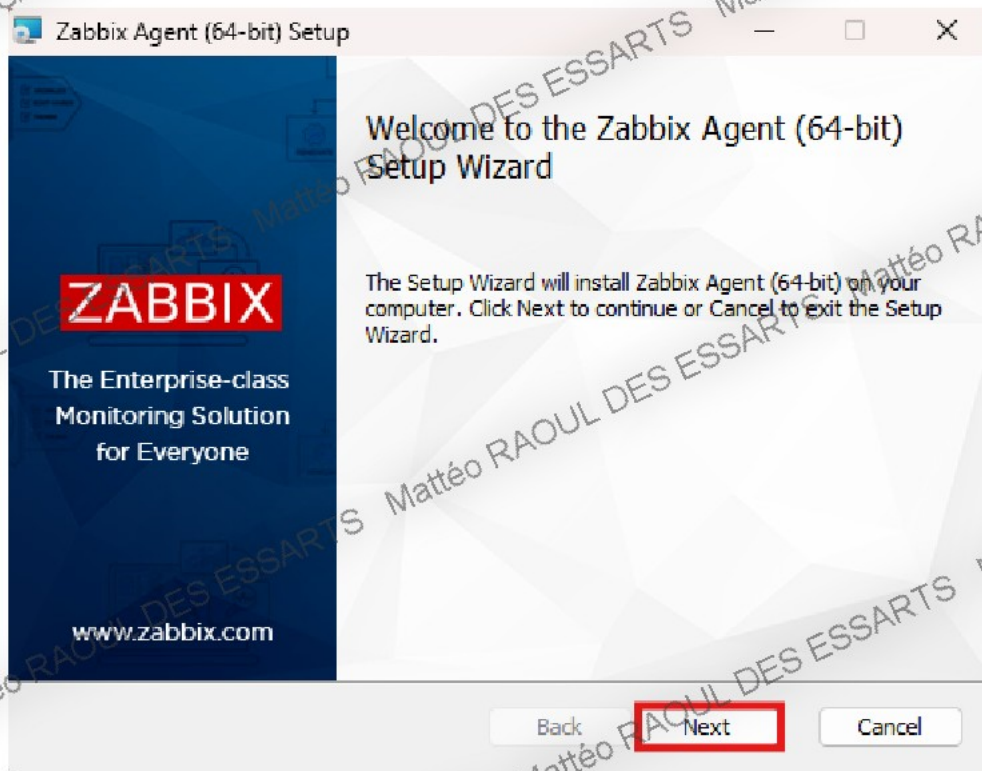 Zabbix Agent (64-bit) Setup
Welcome to the Zabbix Agent (64-bit)
Setup Wizard
The Setup Wizard will install Zabbix Agent (64-bit) on your
computer. Click Next to continue or Cancel to exit the Setup
Wizard.
ZABBIX
The Enterprise-class
Monitoring Solution
for Everyone
www.zabbix.com
Back
Next
Cancel
Mattéo RAOUL DES ESSARTS